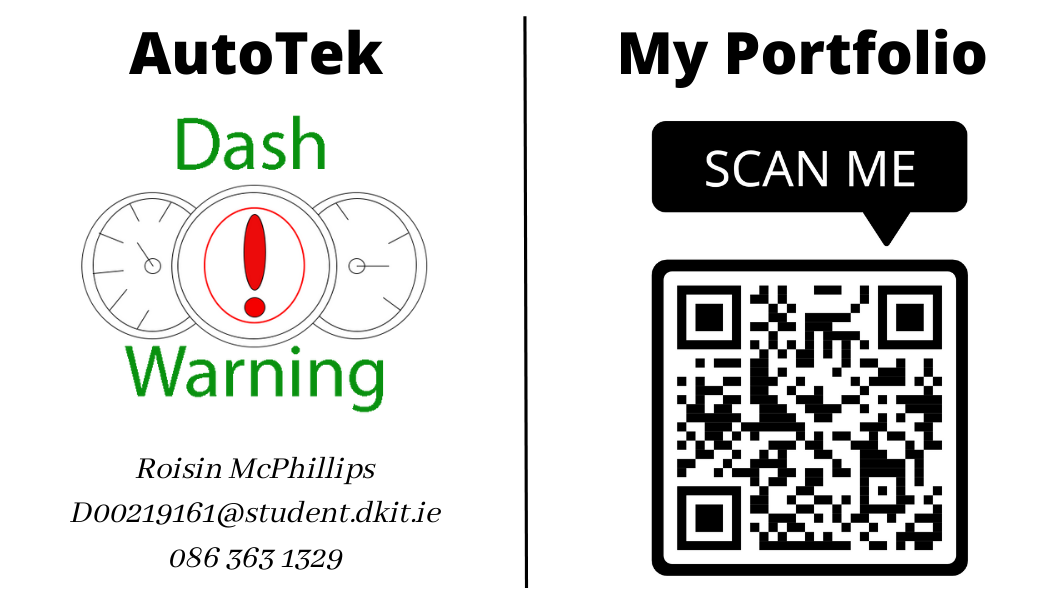 AutoTek
Dash
Warning
Roisin McPhillips
D00219161@student.dkit.ie
086 363 1329
My Portfolio
SCAN ME